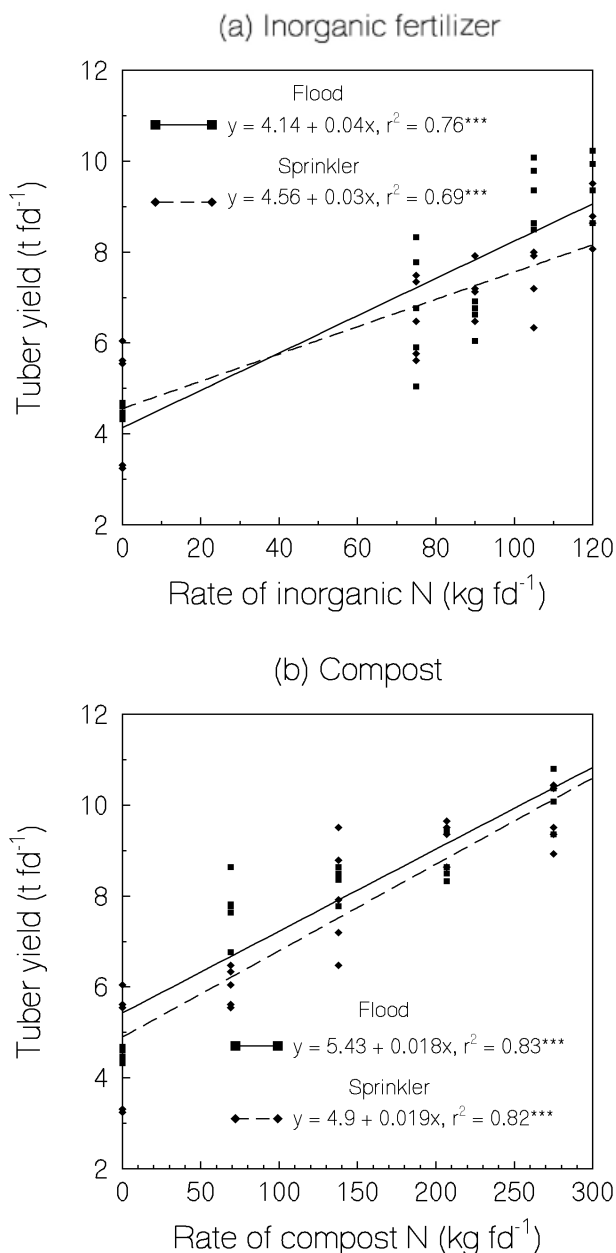 (a) Inorganic fertilizer
12
10
8
6
4
2
Tuber yield (t fd⁻¹)
Flood
y = 4.14 + 0.04x, r² = 0.76***
Sprinkler
y = 4.56 + 0.03x, r² = 0.69***
0 20 40 60 80 100 120
Rate of inorganic N (kg fd⁻¹)
(b) Compost
12
10
8
6
4
2
Tuber yield (t fd⁻¹)
Flood
y = 5.43 + 0.018x, r² = 0.83***
Sprinkler
y = 4.9 + 0.019x, r² = 0.82***
0 50 100 150 200 250 300
Rate of compost N (kg fd⁻¹)